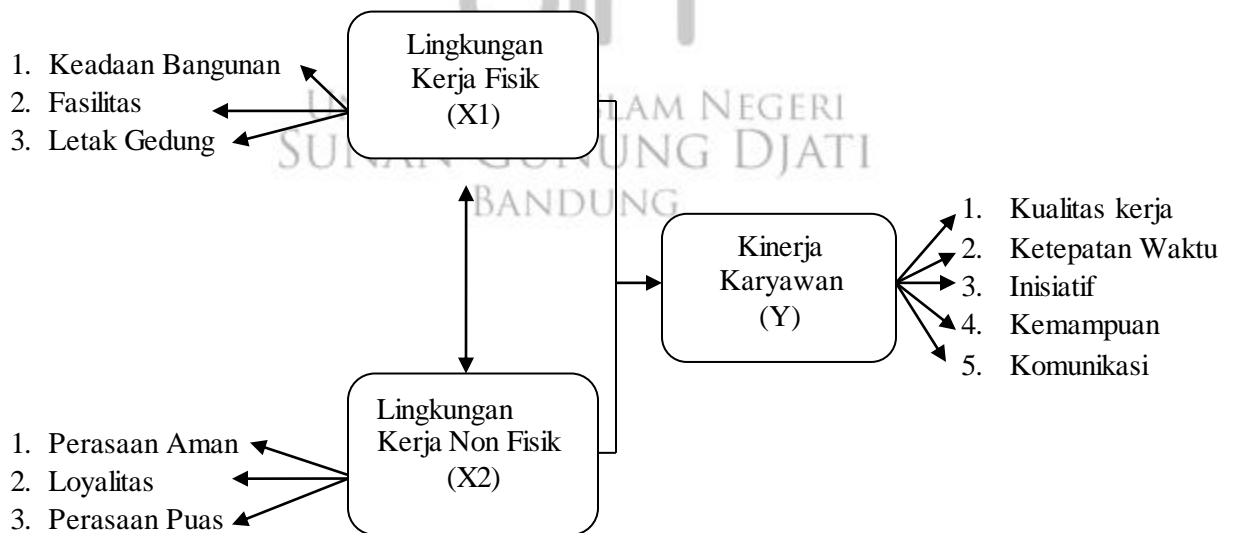 Lingkungan
Kerja Fisik
(X1)
1. Keadaan Bangunan
2. Fasilitas
3. Letak Gedung
LAM NEGERI
SUNAN GUNUNG DJATI
BANDUNG
Kinerja
Karyawan
(Y)
1. Kualitas kerja
2. Ketepatan Waktu
3. Inisiatif
4. Kemampuan
5. Komunikasi
Lingkungan
Kerja Non Fisik
(X2)
1. Perasaan Aman
2. Loyalitas
3. Perasaan Puas